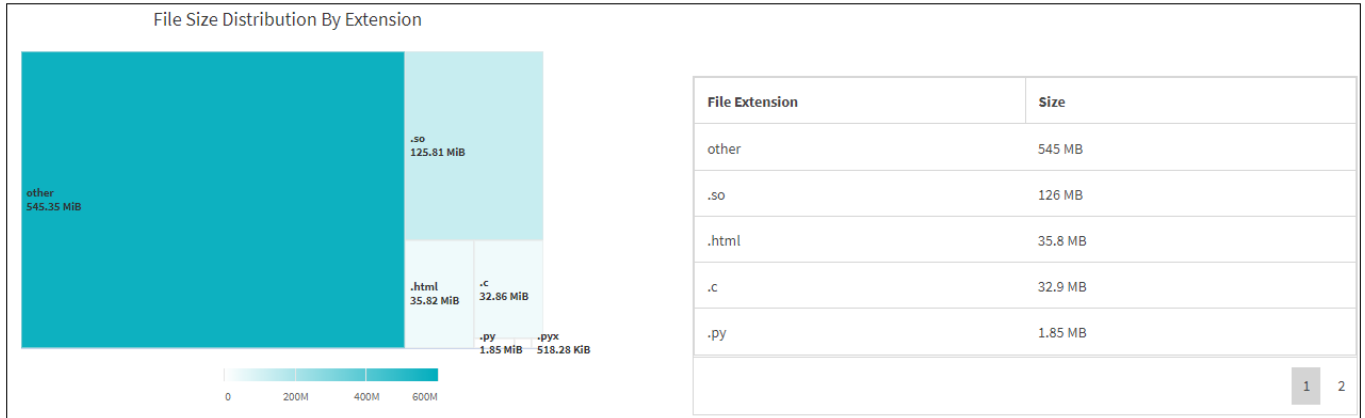 File Size Distribution By Extension
other
545.35 MiB
.so
125.81 MiB
.html
35.82 MiB
.c
32.86 MiB
.py
1.85 MiB
.pyx
518.28 KiB
0 200M 400M 600M
File Extension Size
other 545 MB
.so 126 MB
.html 35.8 MB
.c 32.9 MB
.py 1.85 MB
1 2